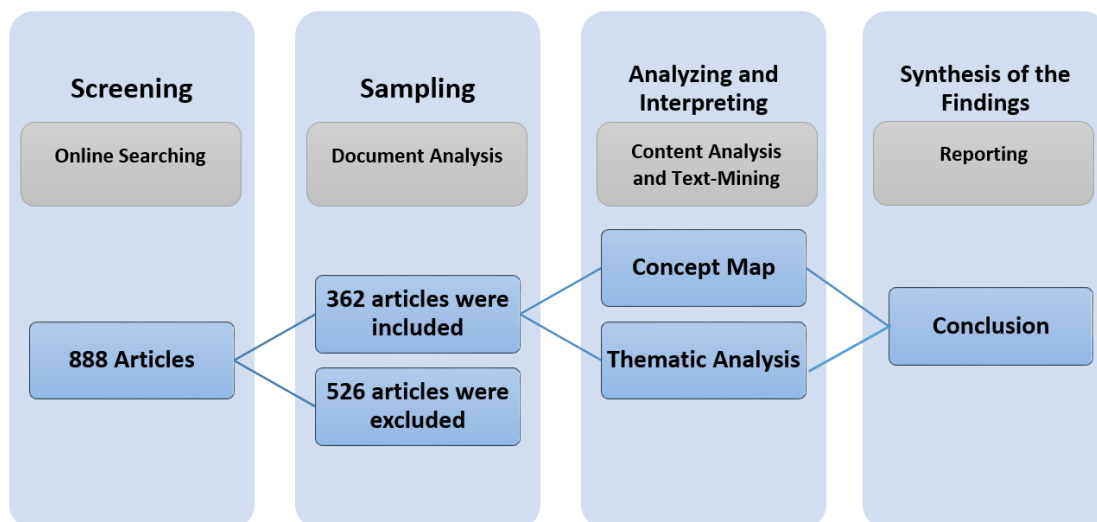 Screening
Online Searching
888 Articles
Sampling
Document Analysis
362 articles were
included
526 articles were
excluded
Analyzing and
Interpreting
Content Analysis
and Text-Mining
Concept Map
Thematic Analysis
Synthesis of the
Findings
Reporting
Conclusion